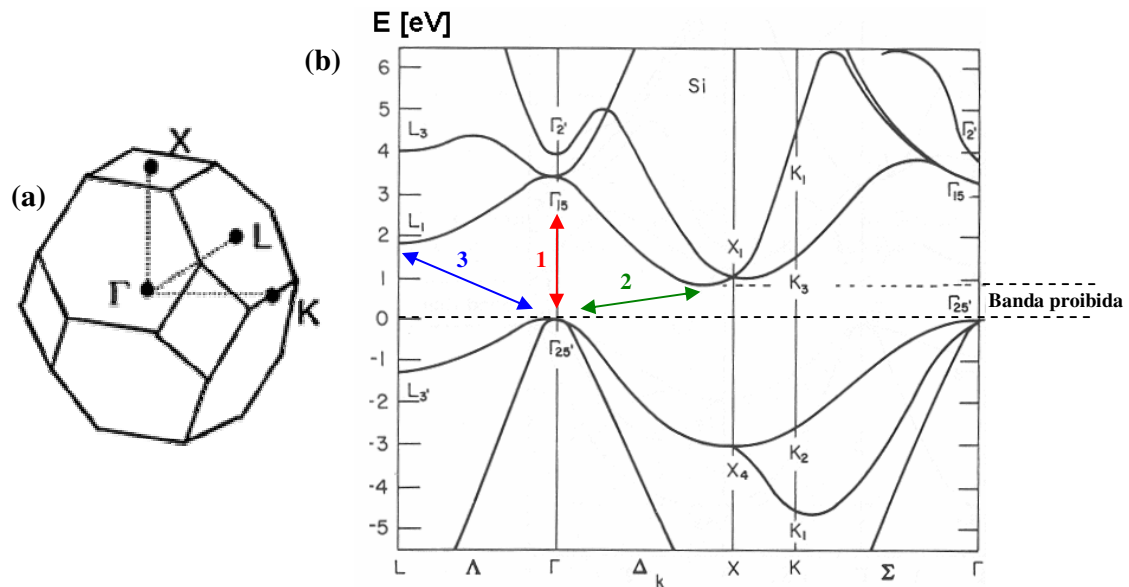 (a)
X
L
Γ
K
(b)
E [eV]
Si
6
5
4
3
2
1
0
-1
-2
-3
-4
-5
L3
L1
L3'
Γ2'
Γ15
Γ25'
X1
X4
K1
K3
K2
K1
Γ2'
Γ15
Γ25'
3
1
2
Banda proibida
L Λ Γ Δ k X K Σ Γ